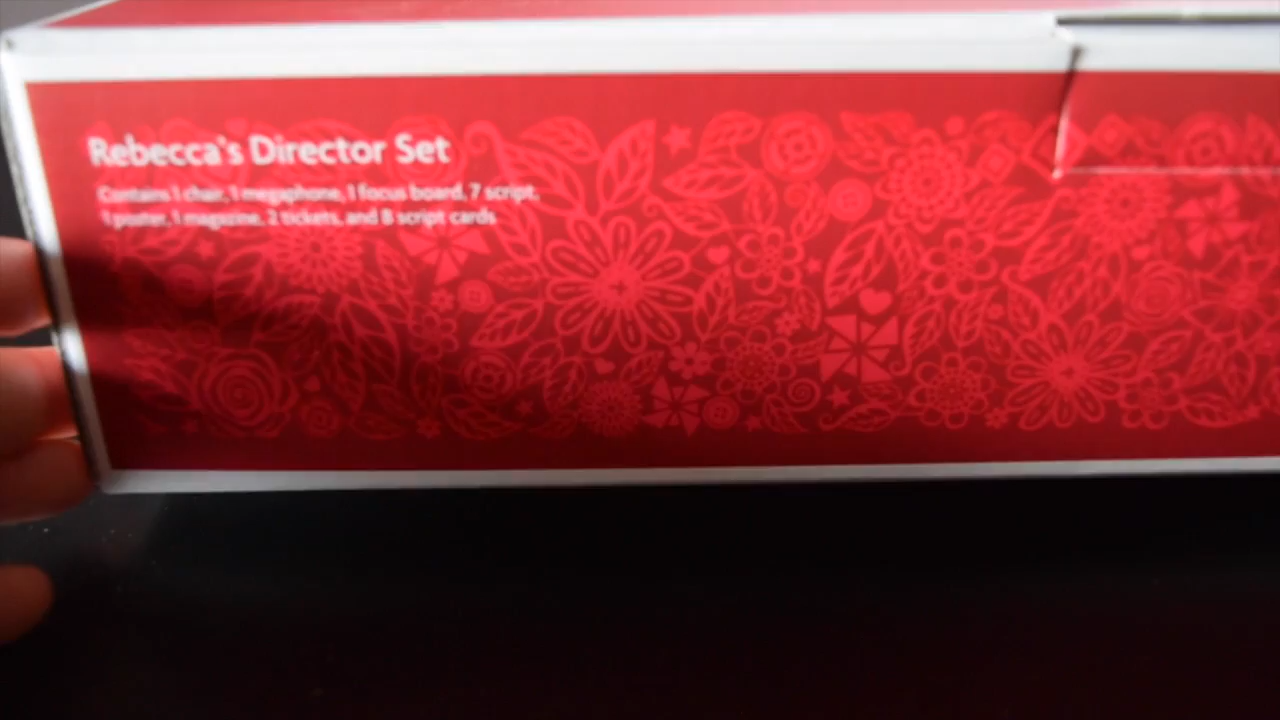 Rebecca's Director Set
Contains 1 chair, 1 megaphone, 1 focus board, 7 script,
1 poster, 1 magazine, 2 tickets, and 8 script cards